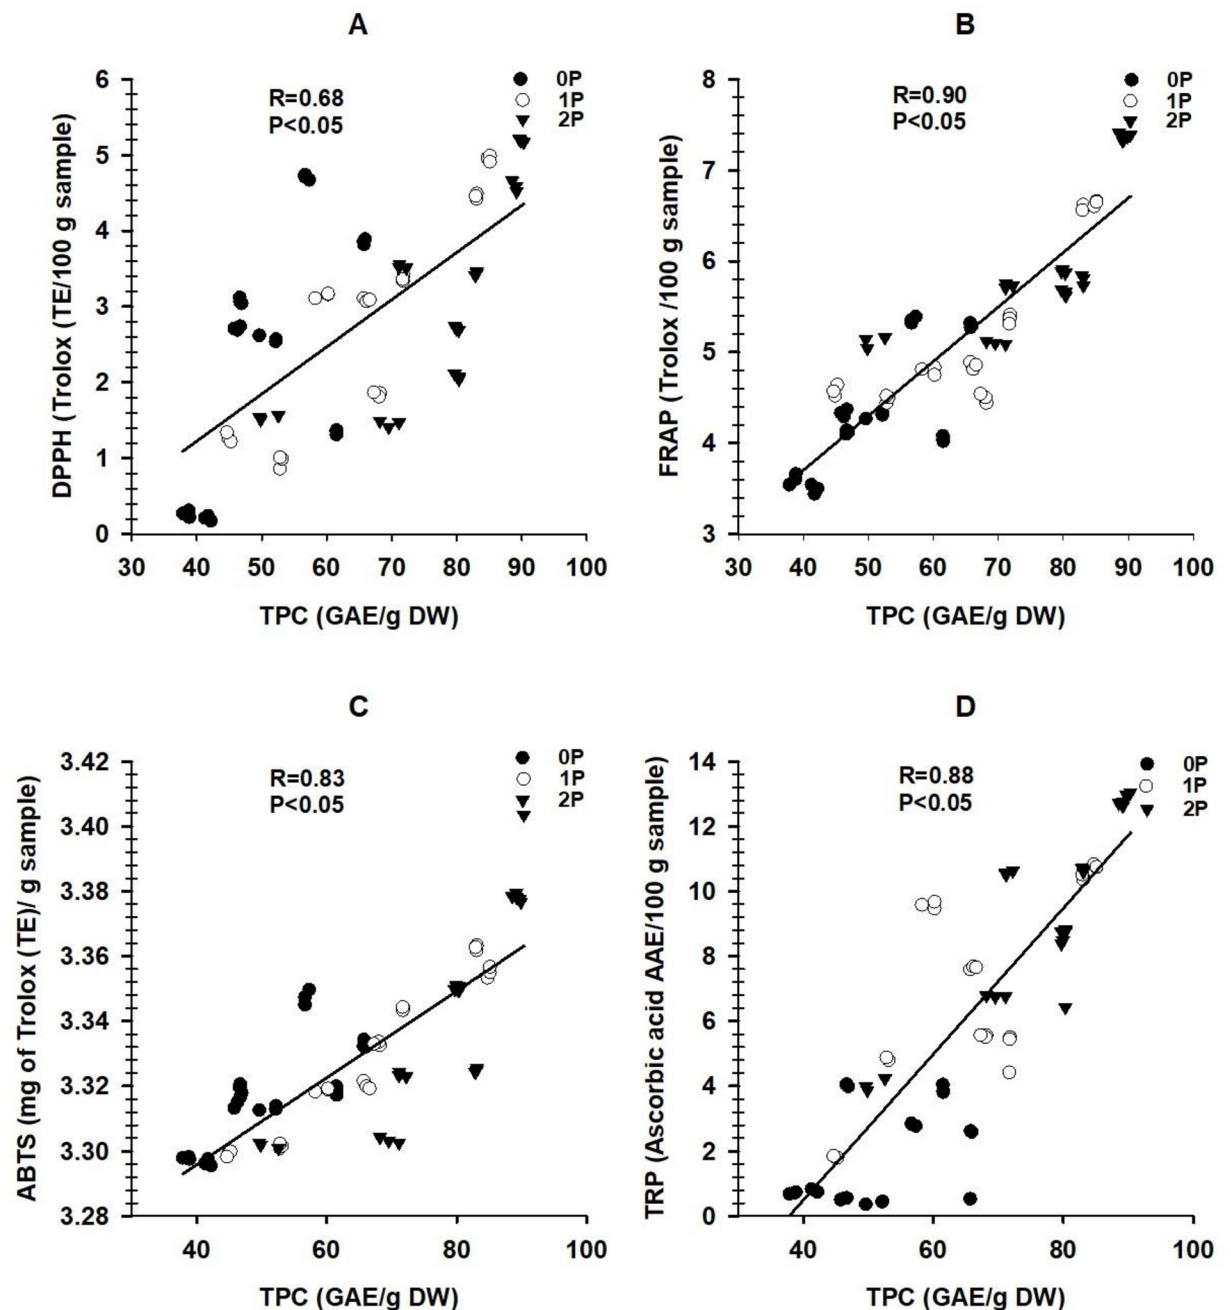 A
DPPH (Trolox (TE/100 g sample)
6
5
4
3
2
1
0
R=0.68
P<0.05
0P
1P
2P
30 40 50 60 70 80 90 100
TPC (GAE/g DW)
B
FRAP (Trolox /100 g sample)
8
7
6
5
4
3
R=0.90
P<0.05
0P
1P
2P
30 40 50 60 70 80 90 100
TPC (GAE/g DW)
C
ABTS (mg of Trolox (TE)/ g sample)
3.42
3.40
3.38
3.36
3.34
3.32
3.30
3.28
R=0.83
P<0.05
0P
1P
2P
40 60 80 100
TPC (GAE/g DW)
D
TRP (Ascorbic acid AAE/100 g sample)
14
12
10
8
6
4
2
0
R=0.88
P<0.05
0P
1P
2P
40 60 80 100
TPC (GAE/g DW)